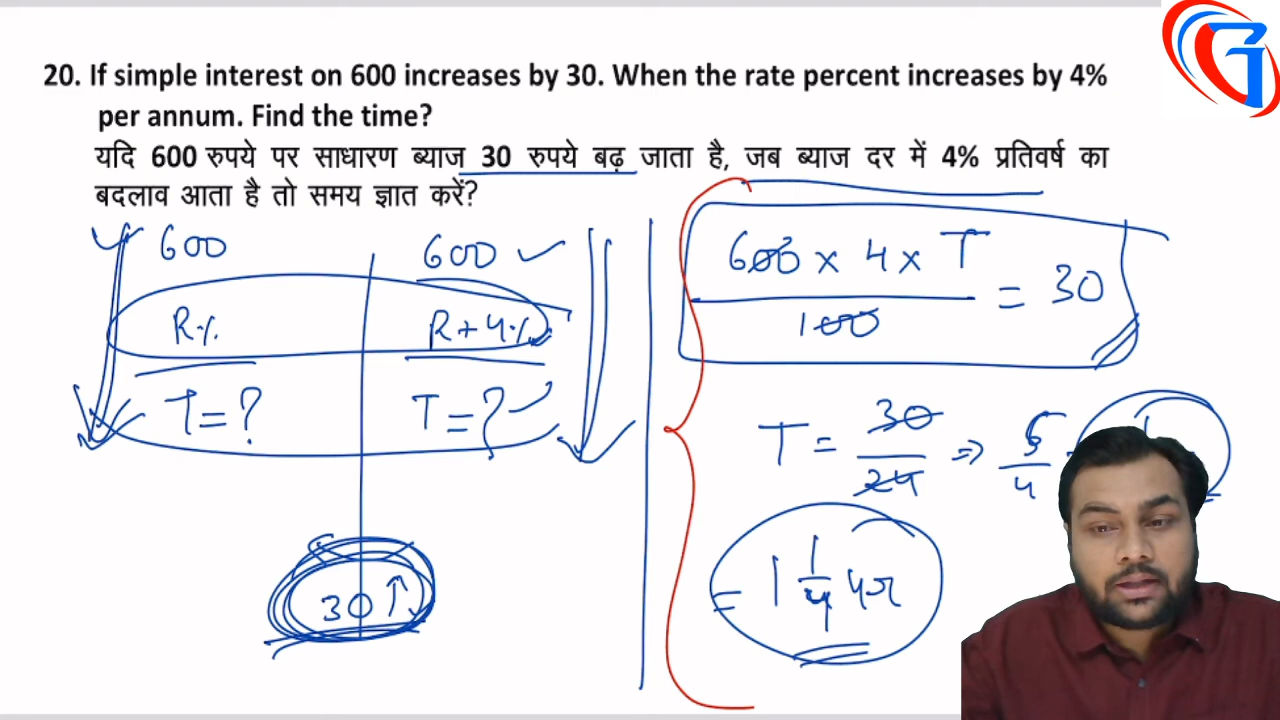 20. If simple interest on 600 increases by 30. When the rate percent increases by 4%
per annum. Find the time?
यदि 600 रुपये पर साधारण ब्याज 30 रुपये बढ़ जाता है, जब ब्याज दर में 4% प्रतिवर्ष का
बदलाव आता है तो समय ज्ञात करें?
600
600
R%
R+4%
T=?
T=?
30↑
600 × 4 × T
100
= 30
T = 30
24
⇒ 5
4
= 1 1
4